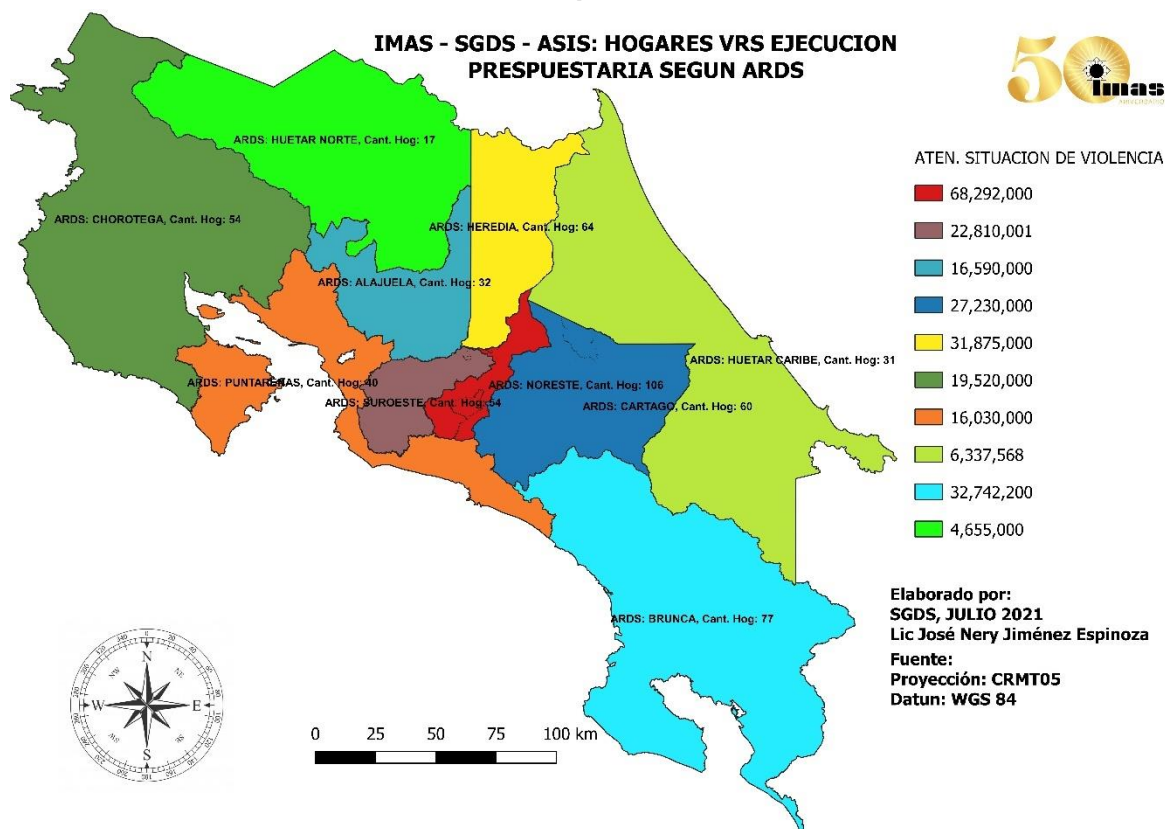 IMAS - SGDS - ASIS: HOGARES VRS EJECUCION
PRESPUESTARIA SEGUN ARDS
50 imas
ANIVERSARIO
ARDS: HUETAR NORTE, Cant. Hog: 17
ARDS: CHOROTEGA, Cant. Hog: 54
ARDS: HEREDIA, Cant. Hog: 64
ARDS: ALAJUELA, Cant. Hog: 32
ARDS: HUETAR CARIBE, Cant. Hog: 31
ARDS: PUNTARENAS, Cant. Hog: 40
ARDS: NORESTE, Cant. Hog: 106
ARDS: SUROESTE, Cant. Hog: 54
ARDS: CARTAGO, Cant. Hog: 60
ARDS: BRUNCA, Cant. Hog: 77
ATEN. SITUACION DE VIOLENCIA
68,292,000
22,810,001
16,590,000
27,230,000
31,875,000
19,520,000
16,030,000
6,337,568
32,742,200
4,655,000
Elaborado por:
SGDS, JULIO 2021
Lic José Nery Jiménez Espinoza
Fuente:
Proyección: CRMT05
Datun: WGS 84
N
NW
NE
W
E
SW
SE
S
0 25 50 75 100 km